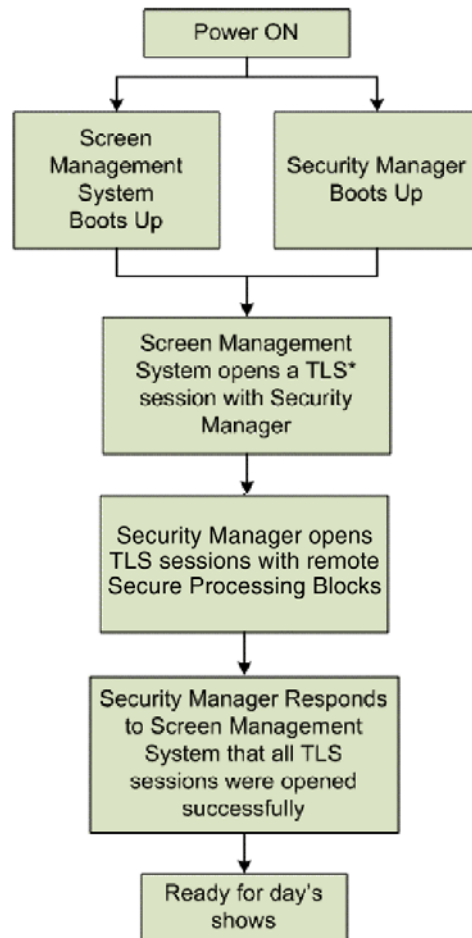 Power ON
Screen
Management
System
Boots Up
Security Manager
Boots Up
Screen Management
System opens a TLS*
session with Security
Manager
Security Manager opens
TLS sessions with remote
Secure Processing Blocks
Security Manager Responds
to Screen Management
System that all TLS
sessions were opened
successfully
Ready for day's
shows